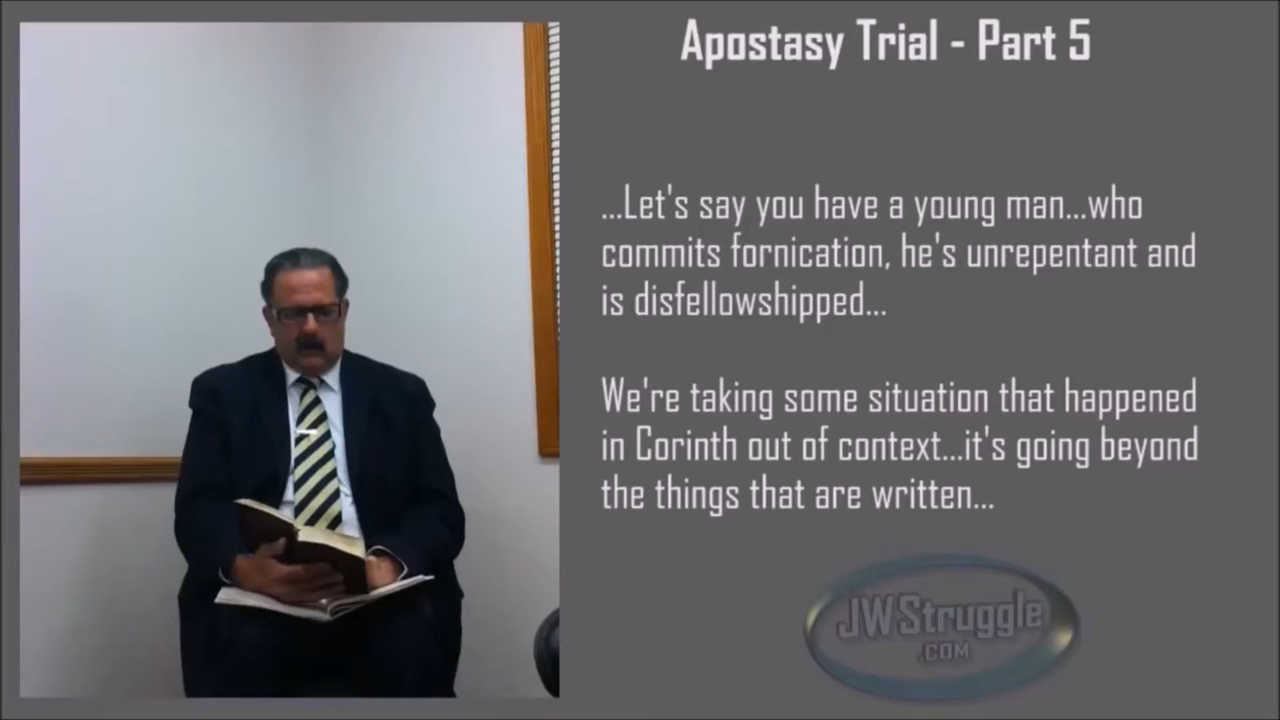 Apostasy Trial - Part 5
...Let's say you have a young man...who
commits fornication, he's unrepentant and
is disfellowshipped...
We're taking some situation that happened
in Corinth out of context...it's going beyond
the things that are written...
JWStruggle
.COM